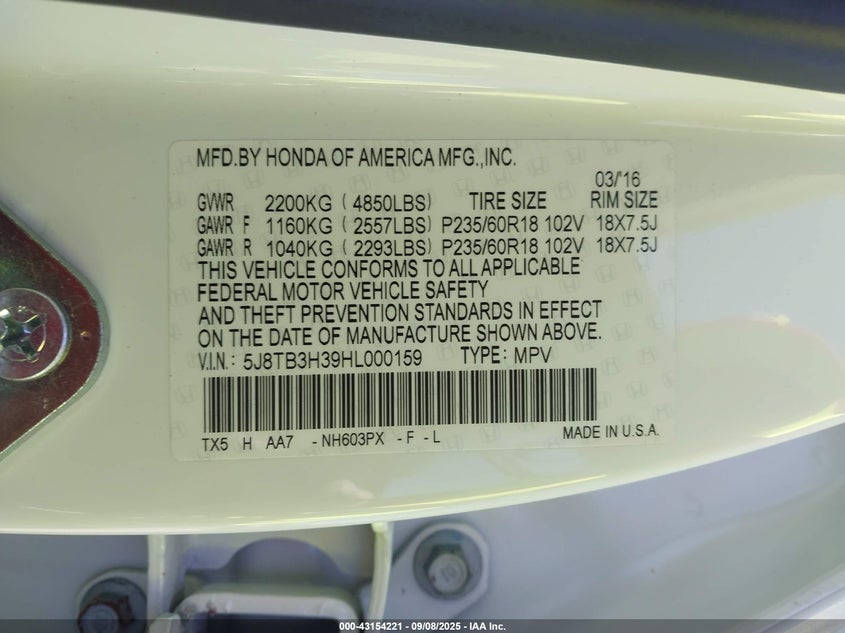 MFD.BY HONDA OF AMERICA MFG.,INC.
03/'16
GVWR 2200KG ( 4850LBS) TIRE SIZE RIM SIZE
GAWR F 1160KG ( 2557LBS) P235/60R18 102V 18X7.5J
GAWR R 1040KG ( 2293LBS) P235/60R18 102V 18X7.5J
THIS VEHICLE CONFORMS TO ALL APPLICABLE
FEDERAL MOTOR VEHICLE SAFETY
AND THEFT PREVENTION STANDARDS IN EFFECT
ON THE DATE OF MANUFACTURE SHOWN ABOVE.
V.I.N.: 5J8TB3H39HL000159 TYPE: MPV
TX5 H AA7 -NH603PX -F -L MADE IN U.S.A.
000-43154221 - 09/08/2025 - IAA Inc.